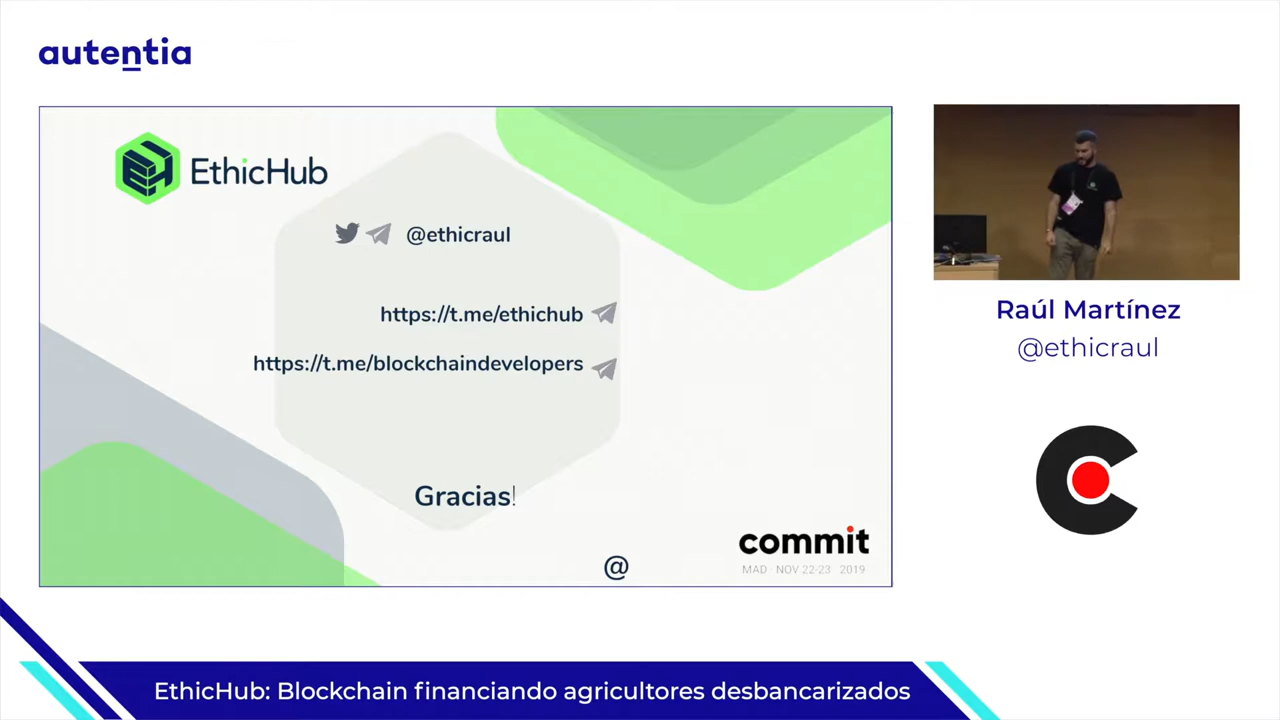 autentia
EthicHub
@ethicraul
https://t.me/ethichub
https://t.me/blockchaindevelopers
Gracias!
commit
MAD · NOV 22-23 2019
@
Raúl Martínez
@ethicraul
EthicHub: Blockchain financiando agricultores desbancarizados